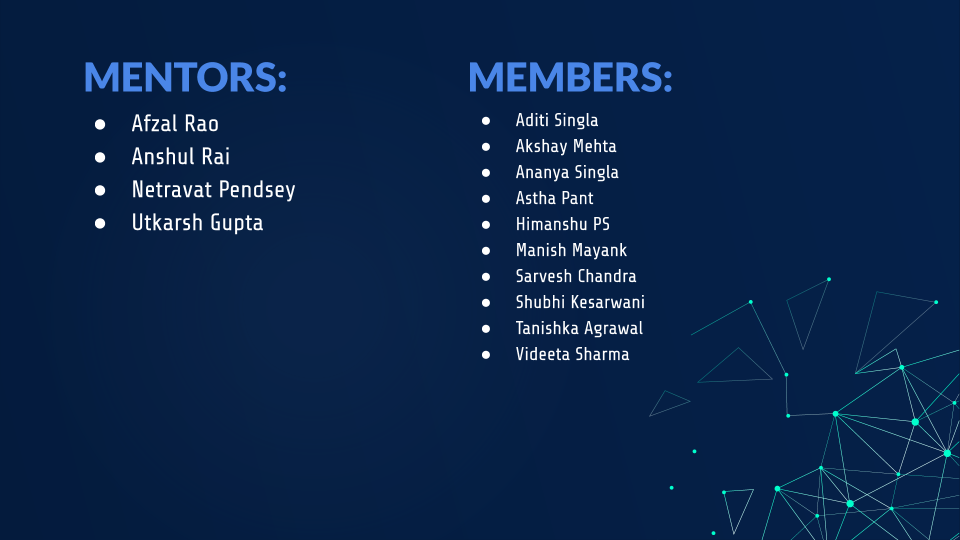 MENTORS:
● Afzal Rao
● Anshul Rai
● Netravat Pendsey
● Utkarsh Gupta
MEMBERS:
● Aditi Singla
● Akshay Mehta
● Ananya Singla
● Astha Pant
● Himanshu PS
● Manish Mayank
● Sarvesh Chandra
● Shubhi Kesarwani
● Tanishka Agrawal
● Videeta Sharma